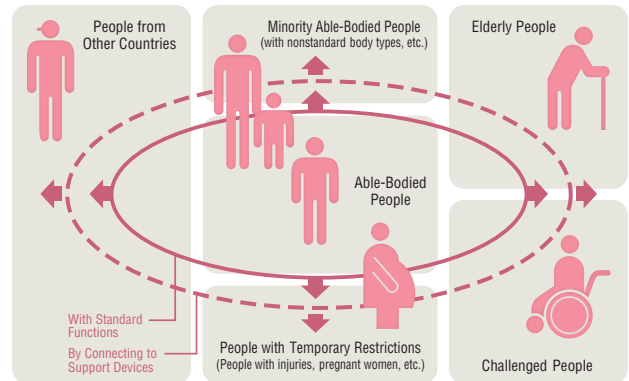 People from
Other Countries
Minority Able-Bodied People
(with nonstandard body types, etc.)
Elderly People
Able-Bodied
People
With Standard
Functions
By Connecting to
Support Devices
People with Temporary Restrictions
(People with injuries, pregnant women, etc.)
Challenged People